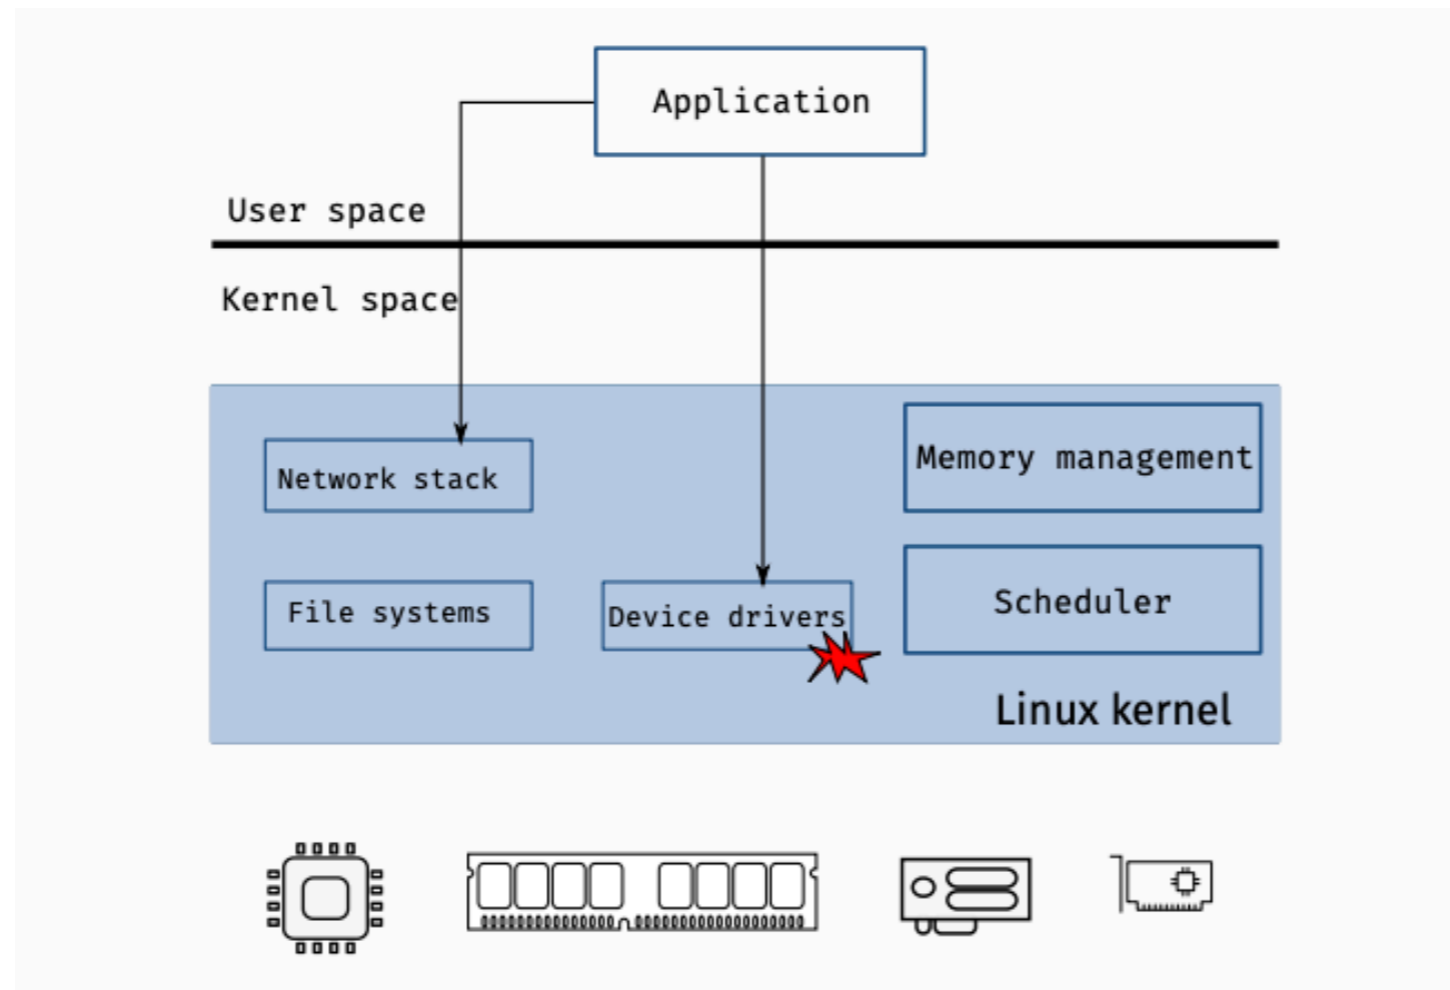 Application
User space
Kernel space
Network stack
Memory management
File systems
Device drivers
Scheduler
Linux kernel